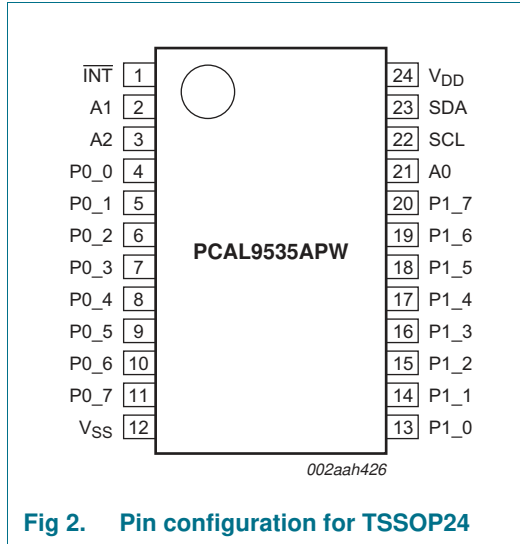 INT 1 24 VDD
A1 2 23 SDA
A2 3 22 SCL
P0_0 4 21 A0
P0_1 5 20 P1_7
P0_2 6 19 P1_6
P0_3 7 PCAL9535APW 18 P1_5
P0_4 8 17 P1_4
P0_5 9 16 P1_3
P0_6 10 15 P1_2
P0_7 11 14 P1_1
VSS 12 13 P1_0
002aah426
Fig 2. Pin configuration for TSSOP24